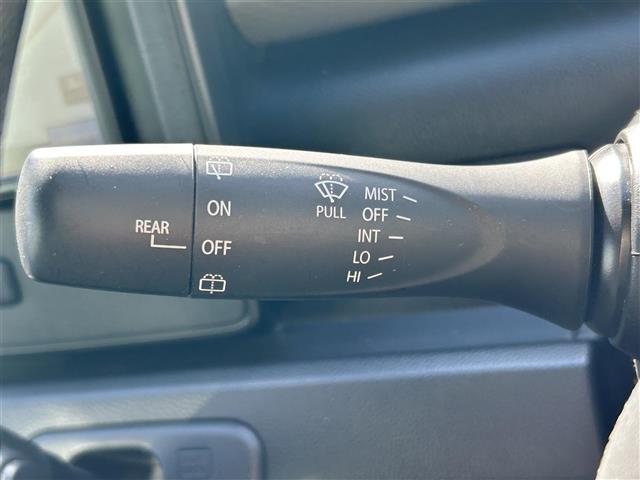 REAR
ON
OFF
PULL
MIST
OFF
INT
LO
HI